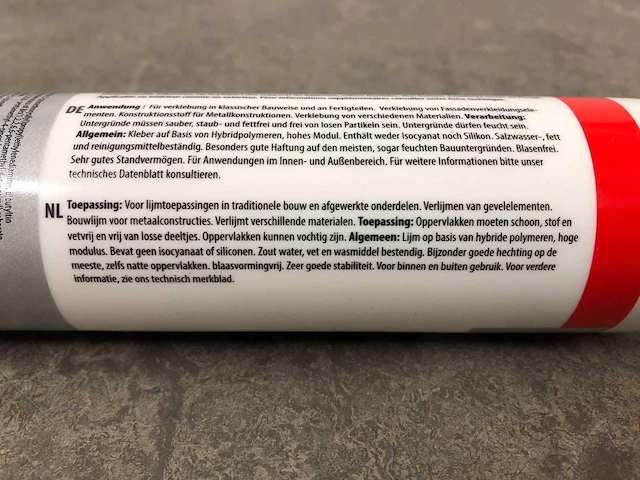 DE Anwendung : Für verklebung in klassischer Bauweise und an Fertigteilen. Verklebung von Fassadenverkleidungsele-
menten. Konstruktionsstoff für Metallkonstruktionen. Verklebung von verschiedenen Materialien. Verarbeitung:
Untergründe müssen sauber, staub- und fettfrei und frei von losen Partikeln sein. Untergründe dürfen feucht sein.
Allgemein: Kleber auf Basis von Hybridpolymeren, hohes Modul. Enthält weder Isocyanat noch Silikon. Salzwasser-, fett
und reinigungsmittelbeständig. Besonders gute Haftung auf den meisten, sogar feuchten Bauuntergründen. Blasenfrei.
Sehr gutes Standvermögen. Für Anwendungen im Innen- und Außenbereich. Für weitere Informationen bitte unser
technisches Datenblatt konsultieren.
NL Toepassing: Voor lijmtoepassingen in traditionele bouw en afgewerkte onderdelen. Verlijmen van gevelelementen.
Bouwlijm voor metaalconstructies. Verlijmt verschillende materialen. Toepassing: Oppervlakken moeten schoon, stof en
vetvrij en vrij van losse deeltjes. Oppervlakken kunnen vochtig zijn. Algemeen: Lijm op basis van hybride polymeren, hoge
modulus. Bevat geen isocyanaat of siliconen. Zout water, vet en wasmiddel bestendig. Bijzonder goede hechting op de
meeste, zelfs natte oppervlakken. blaasvormingvrij. Zeer goede stabiliteit. Voor binnen en buiten gebruik. Voor verdere
informatie, zie ons technisch merkblad.